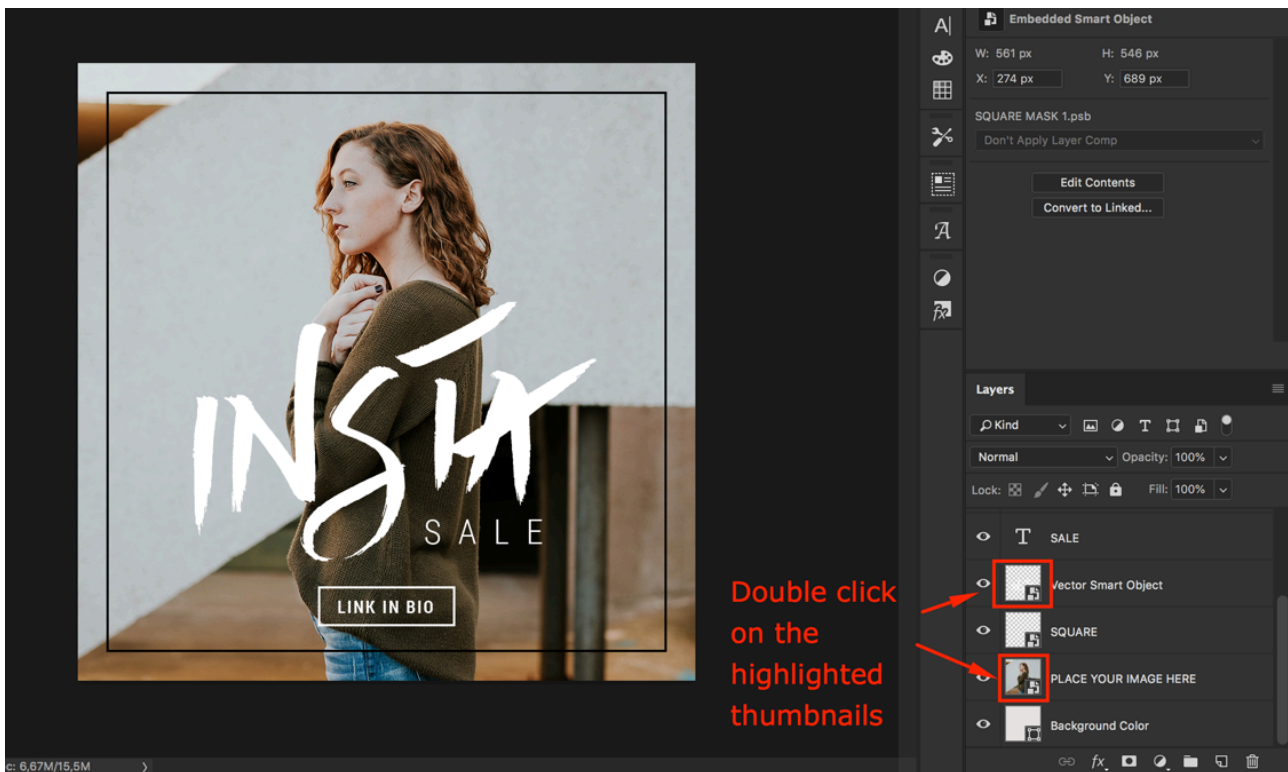 INSTA
SALE
LINK IN BIO
Double click
on the
highlighted
thumbnails
c: 6,67M/15,5M
Embedded Smart Object
W: 561 px H: 546 px
X: 274 px Y: 689 px
SQUARE MASK 1.psb
Don't Apply Layer Comp
Edit Contents
Convert to Linked...
Layers
Kind
Normal Opacity: 100%
Lock: Fill: 100%
SALE
Vector Smart Object
SQUARE
PLACE YOUR IMAGE HERE
Background Color